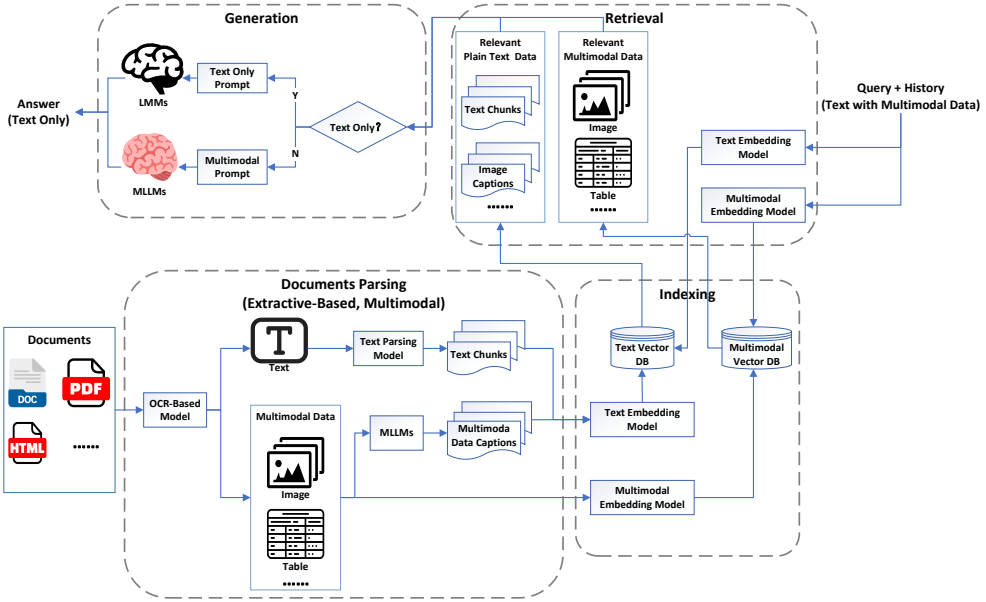 Generation
LMMs
Text Only
Prompt
Y
Answer
(Text Only)
Text Only?
N
Multimodal
Prompt
MLLMs
Retrieval
Relevant
Plain Text Data
Text Chunks
Image
Captions
......
Relevant
Multimodal Data
Image
Table
......
Query + History
(Text with Multimodal Data)
Text Embedding
Model
Multimodal
Embedding Model
Documents Parsing
(Extractive-Based, Multimodal)
Documents
DOC
PDF
HTML
......
OCR-Based
Model
T
Text
Text Parsing
Model
Text Chunks
Multimodal Data
Image
Table
......
MLLMs
Multimoda
Data Captions
Indexing
Text Vector
DB
Multimodal
Vector DB
Text Embedding
Model
Multimodal
Embedding Model